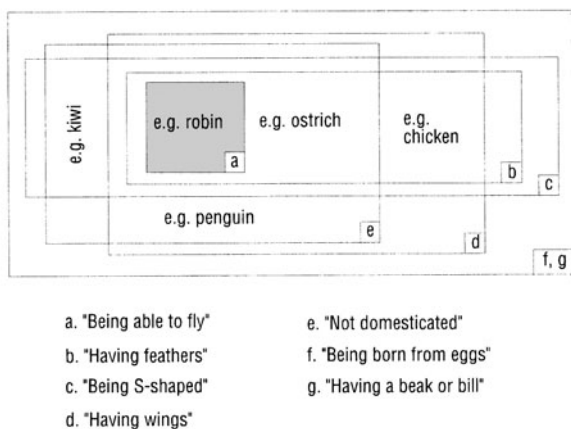 e.g. kiwi
e.g. robin
e.g. ostrich
e.g.
chicken
a
b
c
e.g. penguin
e
d
f, g
a. "Being able to fly"
b. "Having feathers"
c. "Being S-shaped"
d. "Having wings"
e. "Not domesticated"
f. "Being born from eggs"
g. "Having a beak or bill"